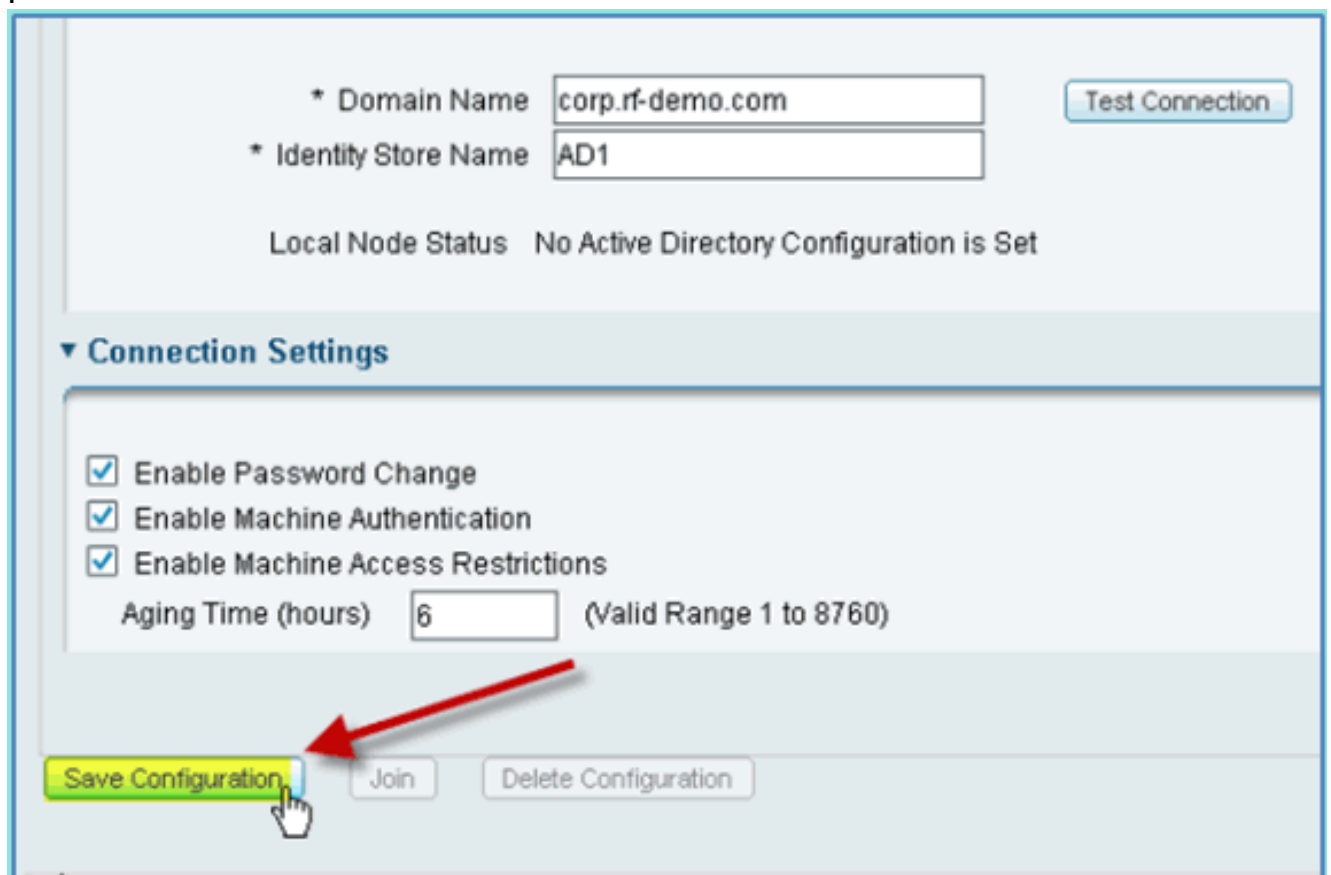 * Domain Name corp.rf-demo.com Test Connection
* Identity Store Name AD1
Local Node Status No Active Directory Configuration is Set
Connection Settings
Enable Password Change
Enable Machine Authentication
Enable Machine Access Restrictions
Aging Time (hours) 6 (Valid Range 1 to 8760)
Save Configuration Join Delete Configuration